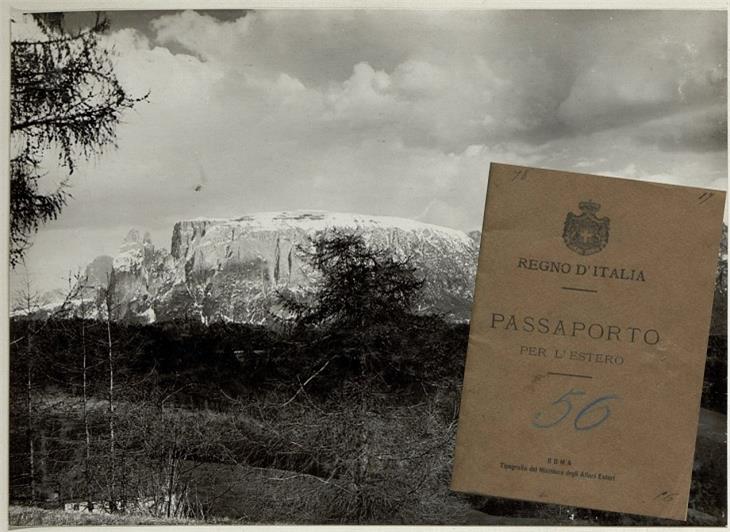 REGNO D'ITALIA
PASSAPORTO
PER L'ESTERO
56
ROMA
Tipografia del Ministero degli Affari Esteri